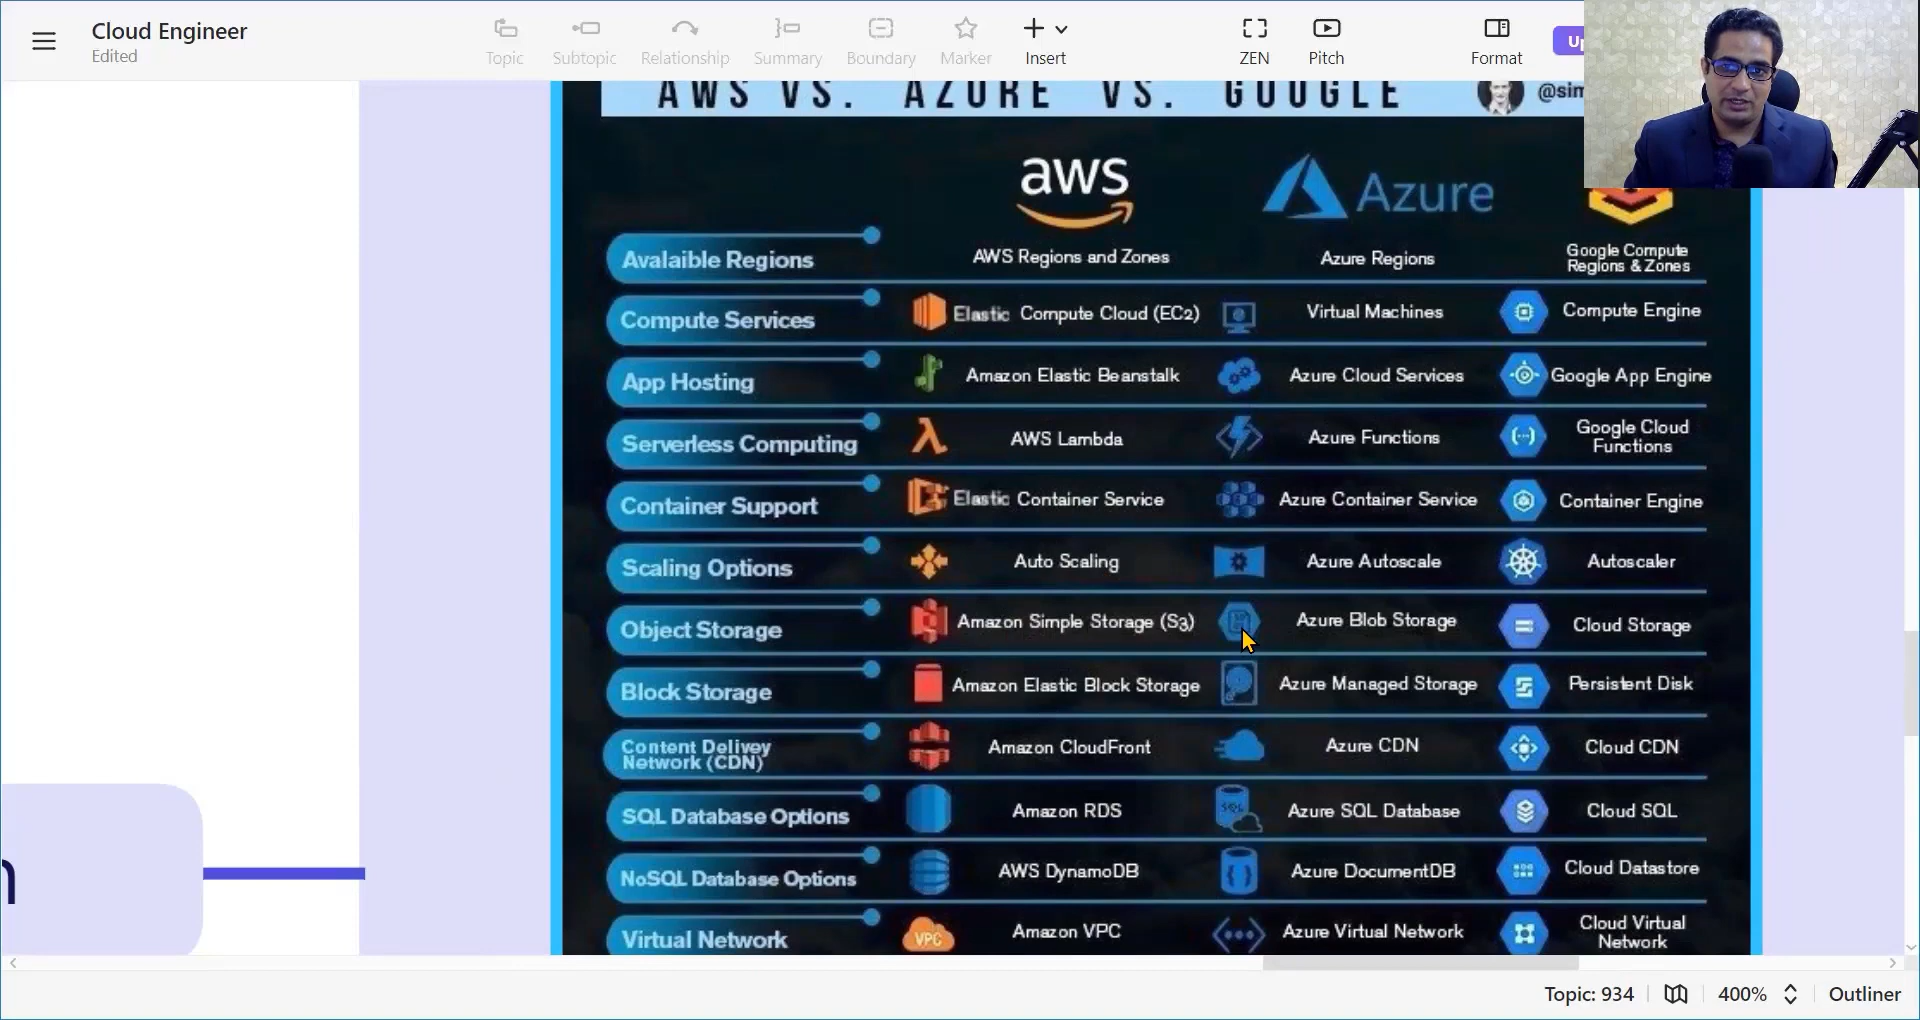 Cloud Engineer
Edited
Topic
Subtopic
Relationship
Summary
Boundary
Marker
Insert
ZEN
Pitch
Format
AWS VS. AZURE VS. GOOGLE
aws
Azure
Avalaible Regions
AWS Regions and Zones
Azure Regions
Google Compute
Regions & Zones
Compute Services
Elastic Compute Cloud (EC2)
Virtual Machines
Compute Engine
App Hosting
Amazon Elastic Beanstalk
Azure Cloud Services
Google App Engine
Serverless Computing
AWS Lambda
Azure Functions
Google Cloud
Functions
Container Support
Elastic Container Service
Azure Container Service
Container Engine
Scaling Options
Auto Scaling
Azure Autoscale
Autoscaler
Object Storage
Amazon Simple Storage (S3)
Azure Blob Storage
Cloud Storage
Block Storage
Amazon Elastic Block Storage
Azure Managed Storage
Persistent Disk
Content Delivey
Network (CDN)
Amazon CloudFront
Azure CDN
Cloud CDN
SQL Database Options
Amazon RDS
SQL
Azure SQL Database
Cloud SQL
NoSQL Database Options
AWS DynamoDB
Azure DocumentDB
Cloud Datastore
Virtual Network
VPC
Amazon VPC
Azure Virtual Network
Cloud Virtual
Network
Topic: 934
400%
Outliner